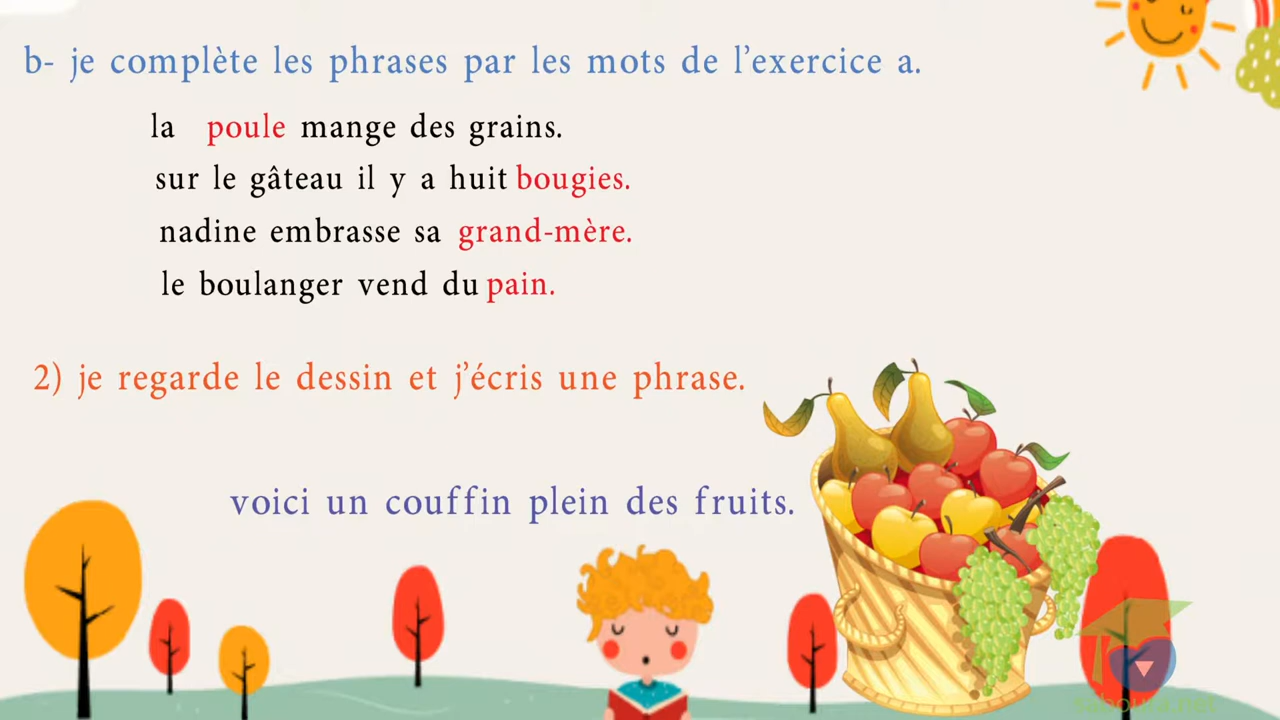 b- je complète les phrases par les mots de l'exercice a.
la poule mange des grains.
sur le gâteau il y a huit bougies.
nadine embrasse sa grand-mère.
le boulanger vend du pain.
2) je regarde le dessin et j'écris une phrase.
voici un couffin plein des fruits.